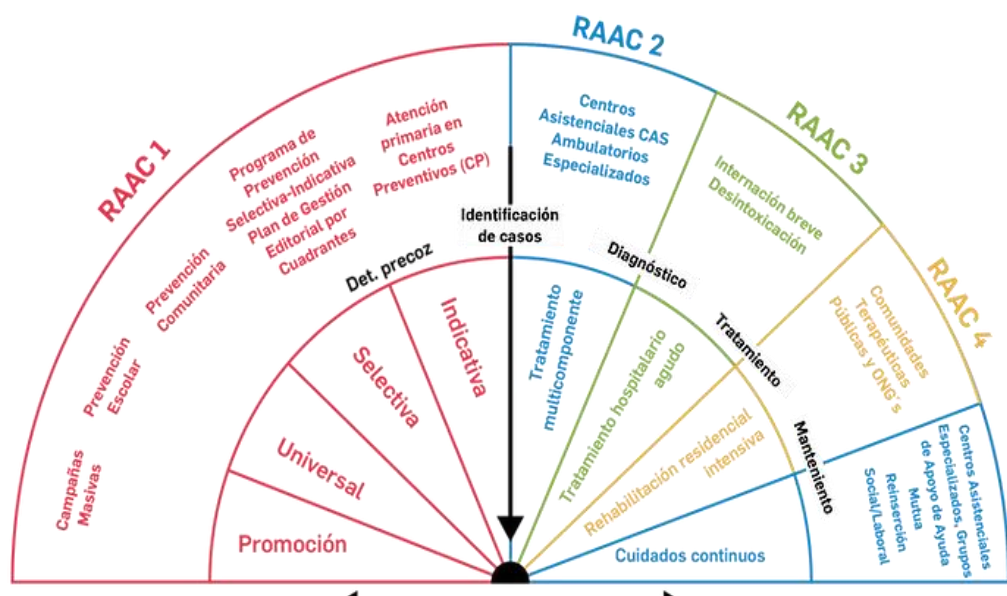 RAAC 1
RAAC 2
RAAC 3
RAAC 4
Campañas
Masivas
Prevención
Escolar
Prevención
Comunitaria
Programa de
Prevención
Selectiva-Indicativa
Plan de Gestión
Editorial por
Cuadrantes
Atención
primaria en
Centros
Preventivos (CP)
Centros
Asistenciales CAS
Ambulatorios
Especializados
Internación breve
Desintoxicación
Comunidades
Terapéuticas
Públicas y ONG´s
Centros Asistenciales
Especializados, Grupos
de Apoyo de Ayuda
Mutua
Reinserción
Social/Laboral
Det. precoz
Identificación
de casos
Diagnóstico
Tratamiento
Mantenimiento
Promoción
Universal
Selectiva
Indicativa
Tratamiento
multicomponente
Tratamiento hospitalario
agudo
Rehabilitación residencial
intensiva
Cuidados continuos